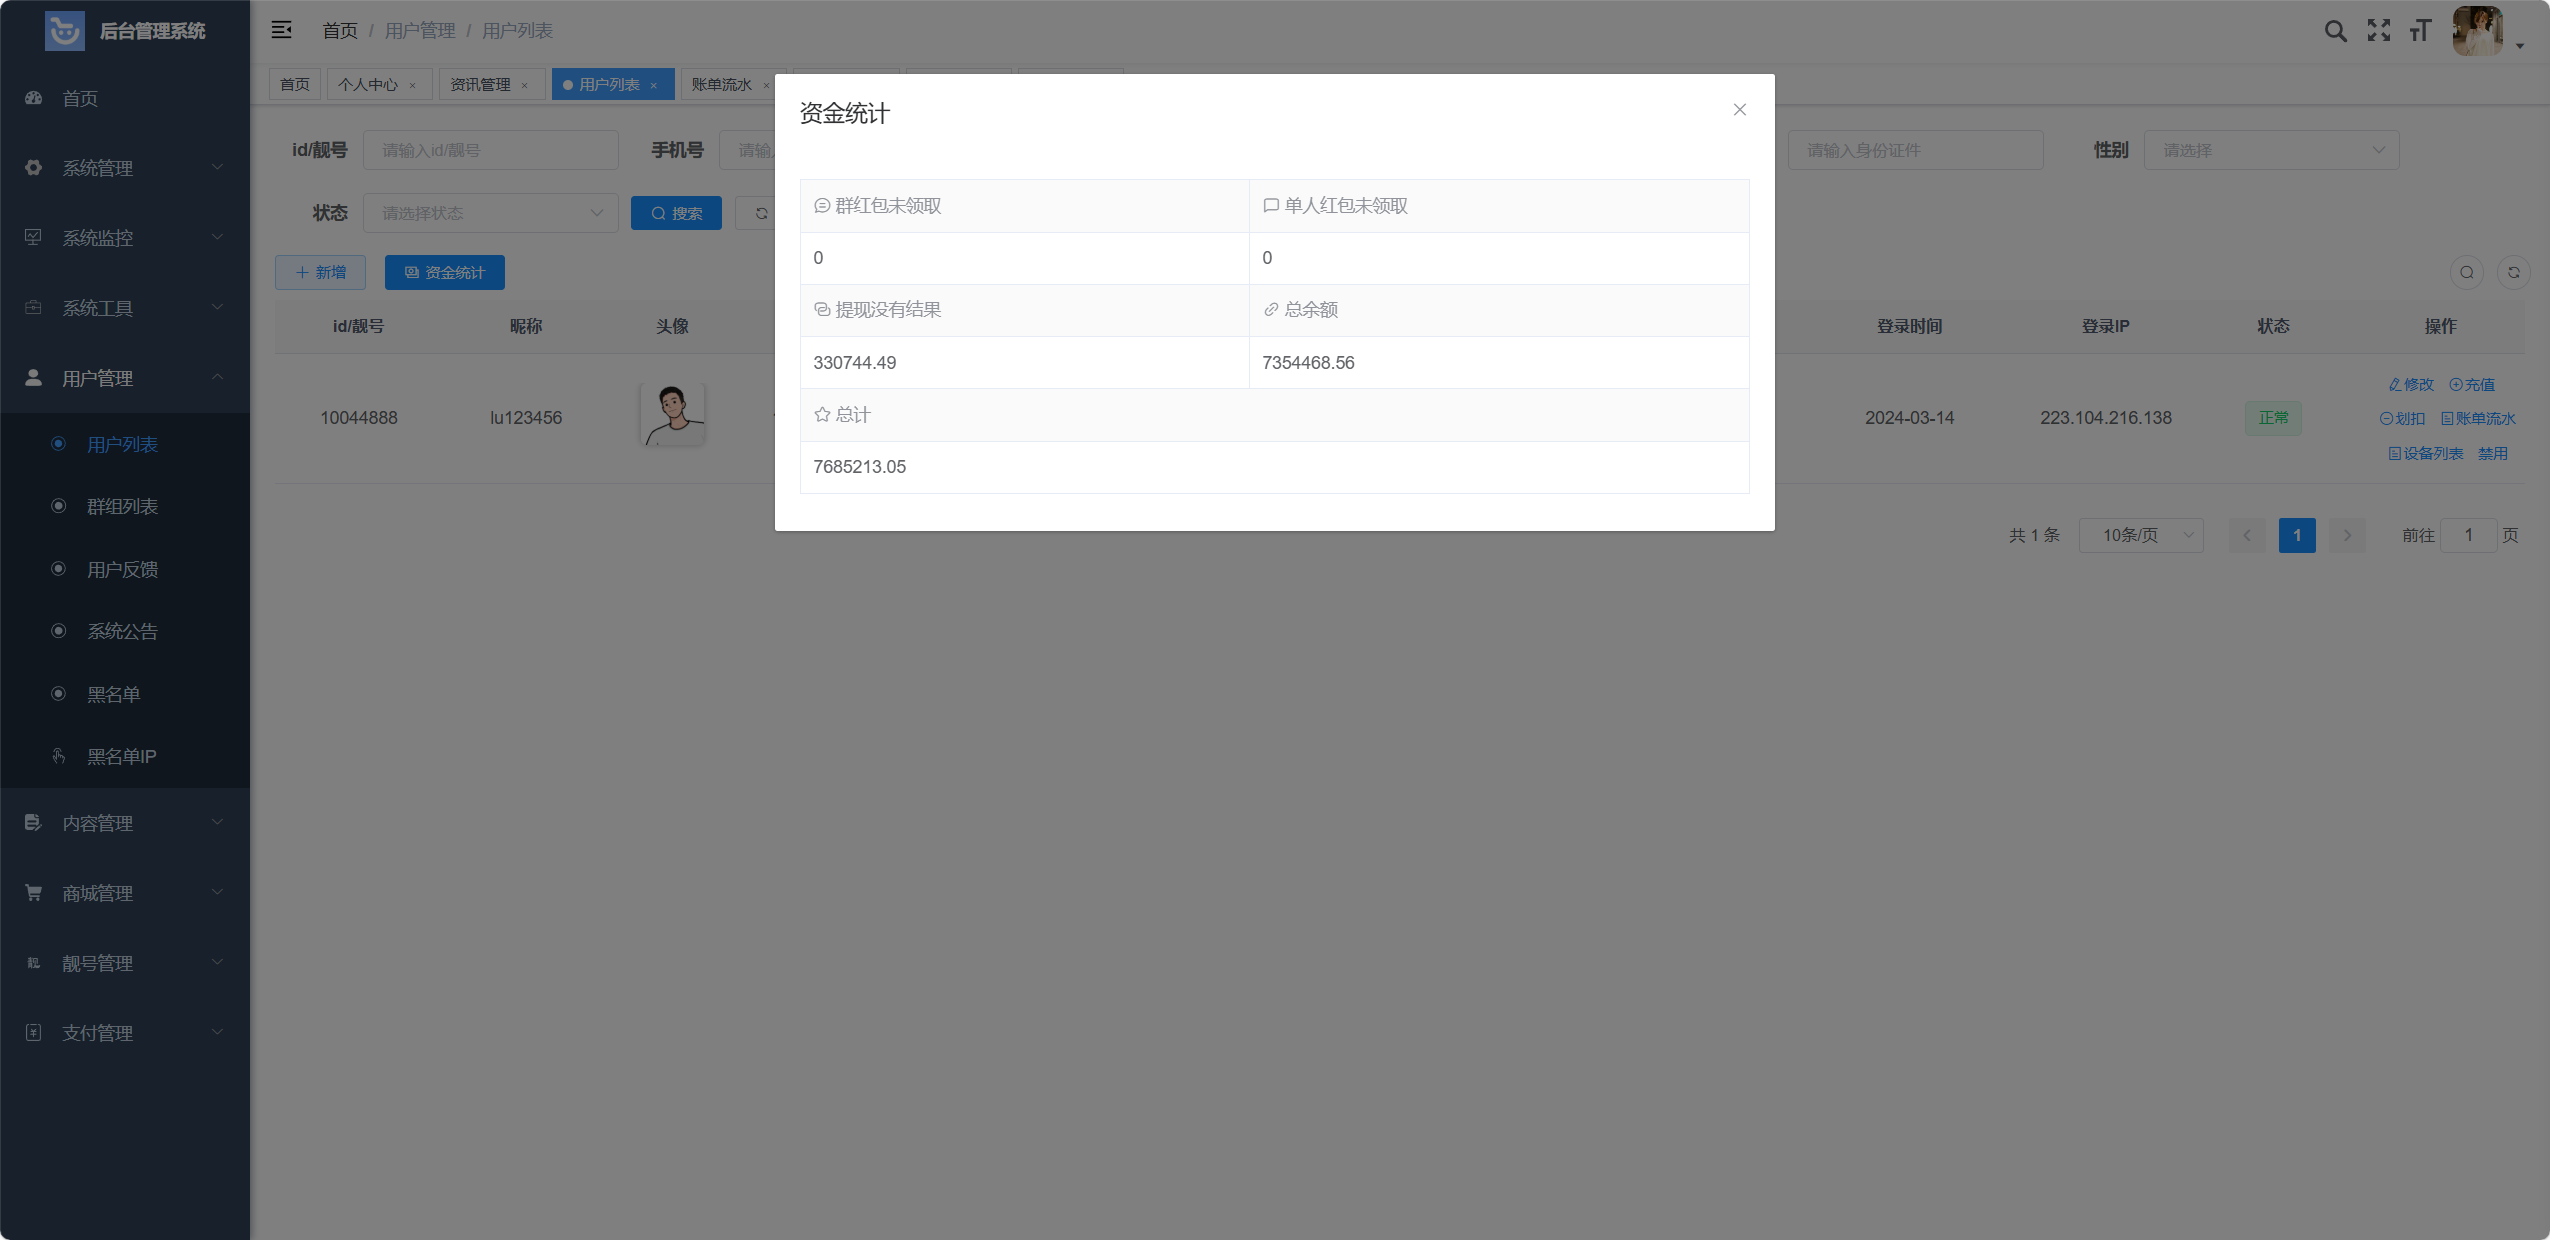 后台管理系统
首页 / 用户管理 / 用户列表
首页
个人中心 ×
资讯管理 ×
用户列表 ×
账单流水 ×
首页
系统管理
系统监控
系统工具
用户管理
用户列表
群组列表
用户反馈
系统公告
黑名单
黑名单IP
内容管理
商城管理
靓号管理
支付管理
id/靓号 请输入id/靓号
手机号 请输入
请输入身份证件
性别 请选择
状态 请选择状态
搜索
新增
资金统计
id/靓号 昵称 头像 登录时间 登录IP 状态 操作
10044888 lu123456 2024-03-14 223.104.216.138 正常
修改 充值
划扣 账单流水
设备列表 禁用
共 1 条 10条/页 1 前往 1 页
资金统计
群红包未领取 单人红包未领取
0 0
提现没有结果 总余额
330744.49 7354468.56
总计
7685213.05